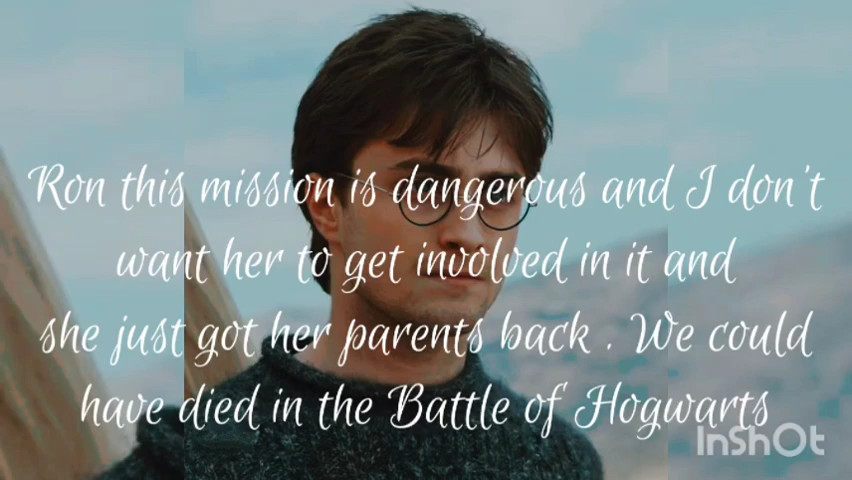 Ron this mission is dangerous and I don't
want her to get involved in it and
she just got her parents back . We could
have died in the Battle of Hogwarts
InShOt